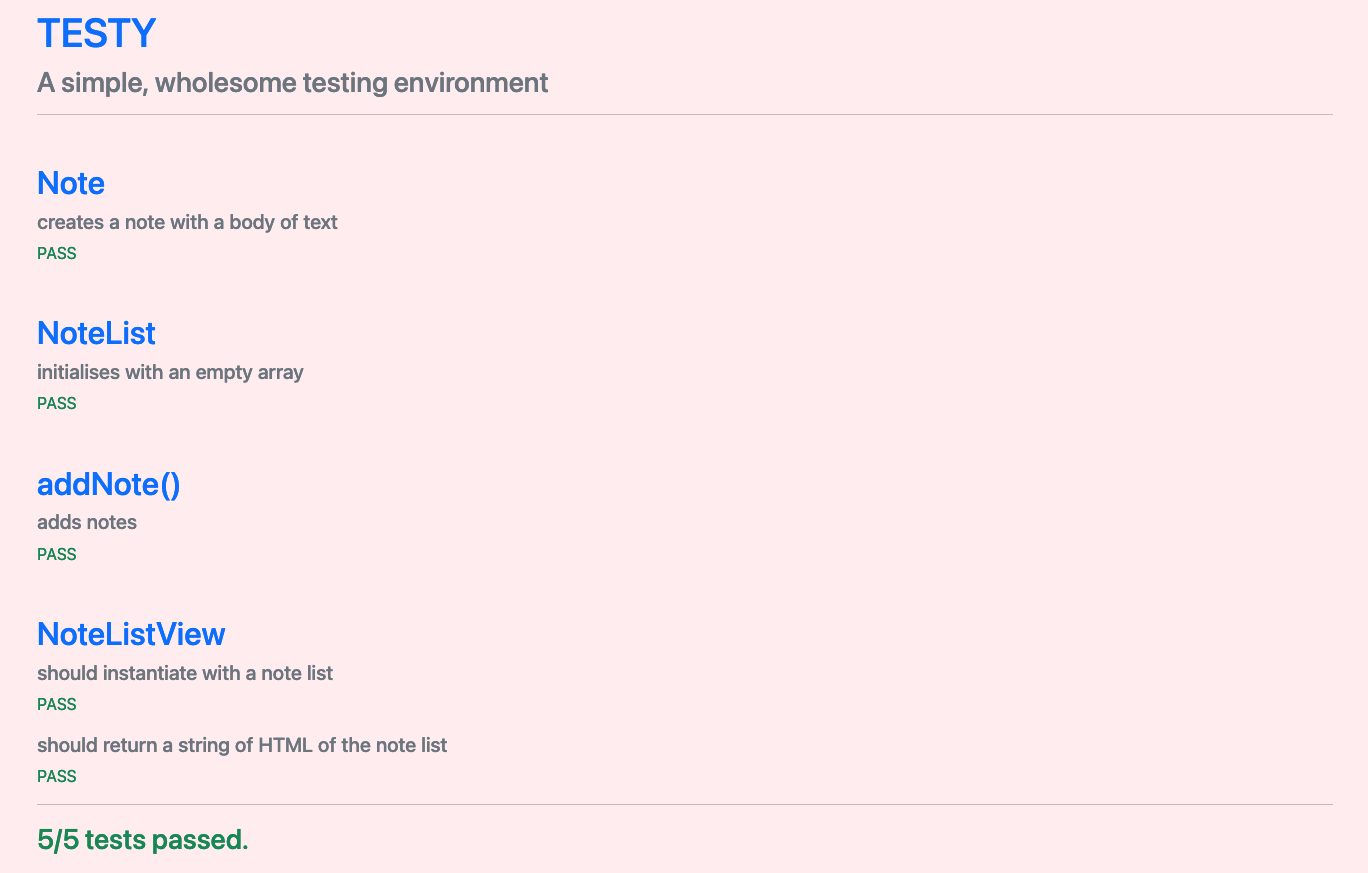 TESTY
A simple, wholesome testing environment
Note
creates a note with a body of text
PASS
NoteList
initialises with an empty array
PASS
addNote()
adds notes
PASS
NoteListView
should instantiate with a note list
PASS
should return a string of HTML of the note list
PASS
5/5 tests passed.